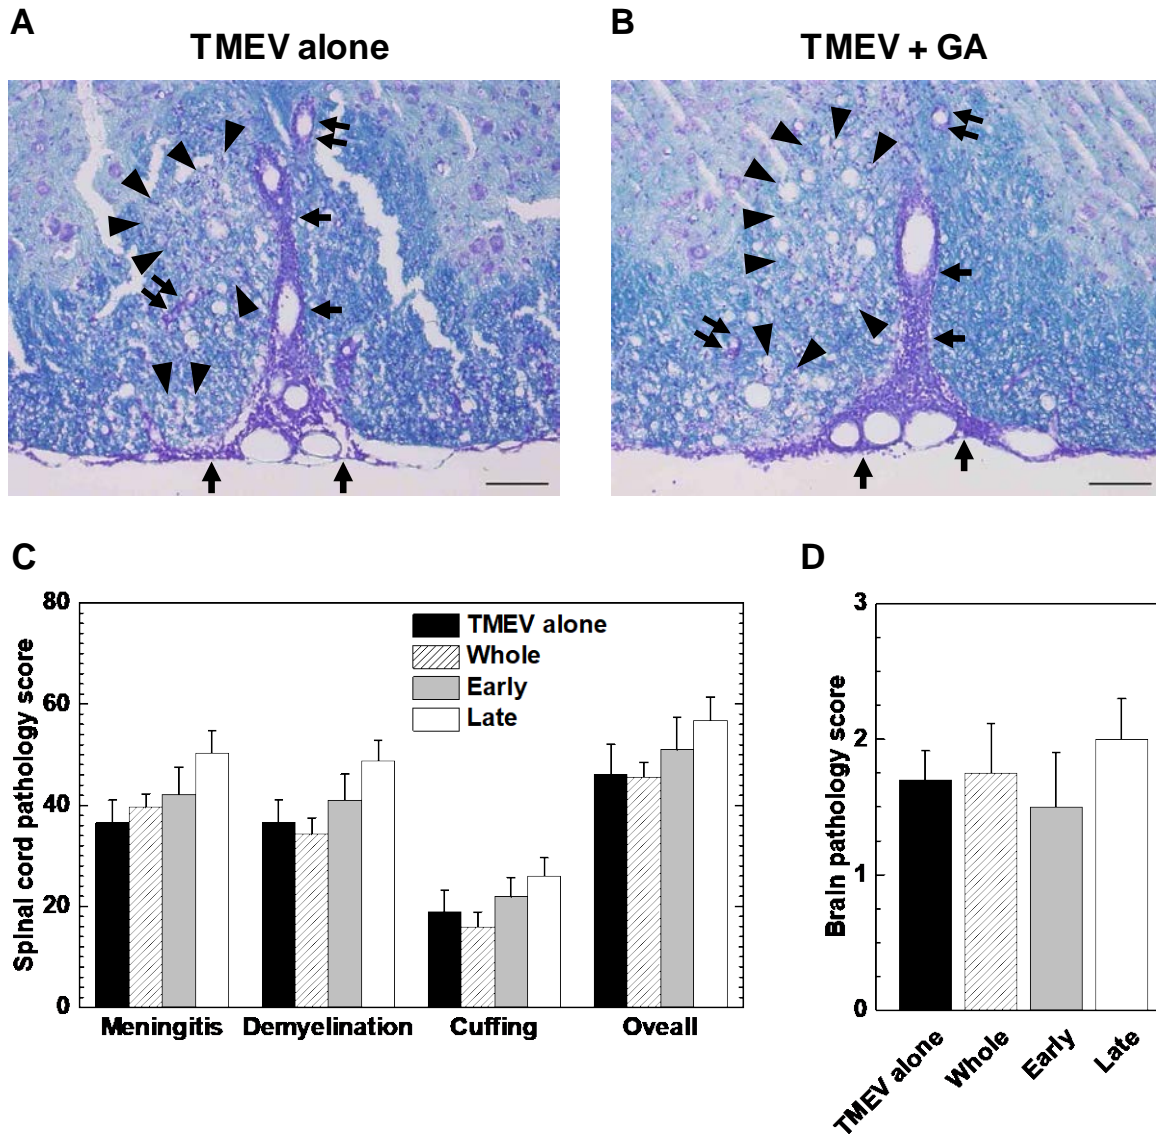 A
TMEV alone
B
TMEV + GA
C
Spinal cord pathology score
80
60
40
20
0
TMEV alone
Whole
Early
Late
Meningitis
Demyelination
Cuffing
Oveall
D
Brain pathology score
3
2
1
0
TMEV alone
Whole
Early
Late